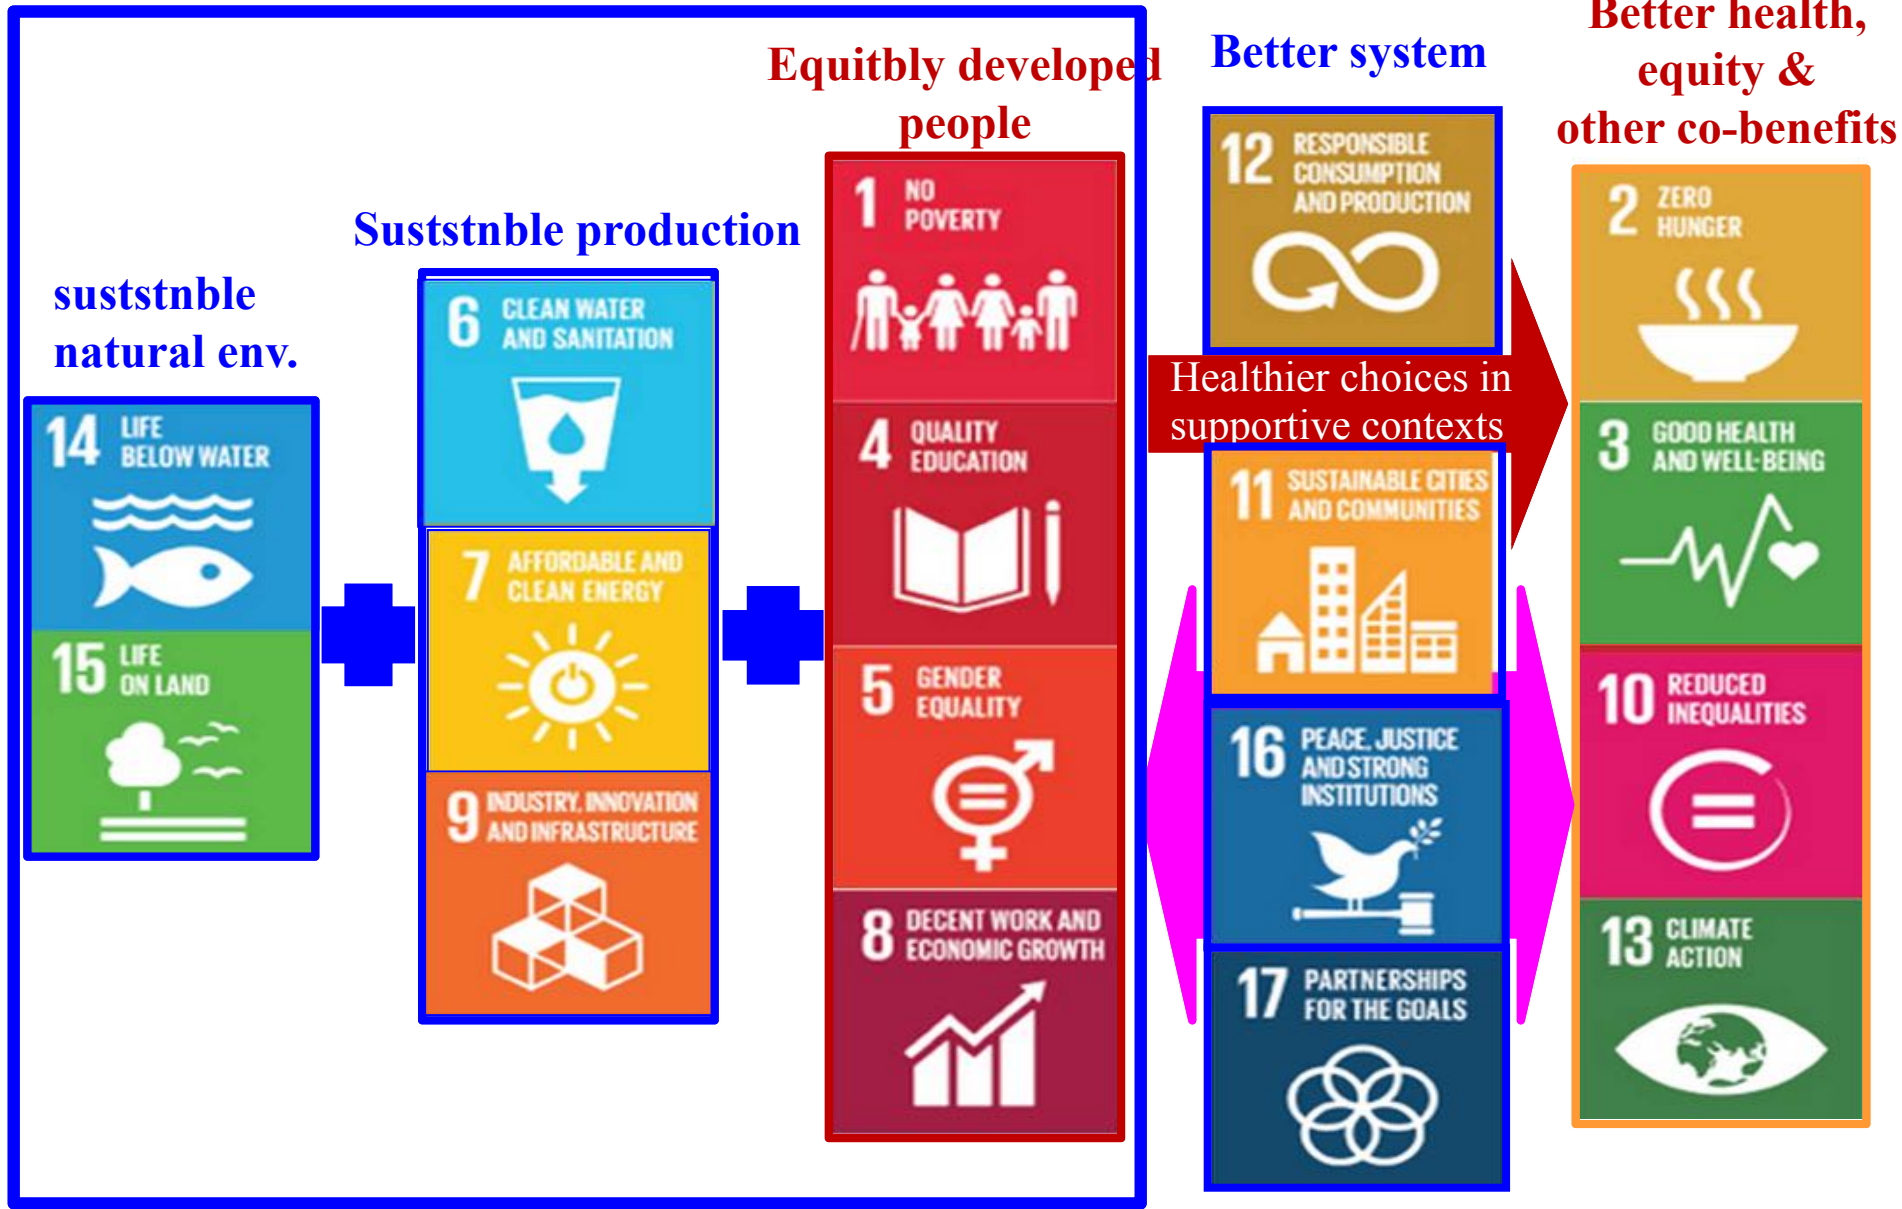 suststnble
natural env.
14 LIFE
BELOW WATER
15 LIFE
ON LAND
Suststnble production
6 CLEAN WATER
AND SANITATION
7 AFFORDABLE AND
CLEAN ENERGY
9 INDUSTRY, INNOVATION
AND INFRASTRUCTURE
Equitbly developed
people
1 NO
POVERTY
4 QUALITY
EDUCATION
5 GENDER
EQUALITY
8 DECENT WORK AND
ECONOMIC GROWTH
Better system
12 RESPONSIBLE
CONSUMPTION
AND PRODUCTION
Healthier choices in
supportive contexts
11 SUSTAINABLE CITIES
AND COMMUNITIES
16 PEACE, JUSTICE
AND STRONG
INSTITUTIONS
17 PARTNERSHIPS
FOR THE GOALS
Better health,
equity &
other co-benefits
2 ZERO
HUNGER
3 GOOD HEALTH
AND WELL-BEING
10 REDUCED
INEQUALITIES
13 CLIMATE
ACTION